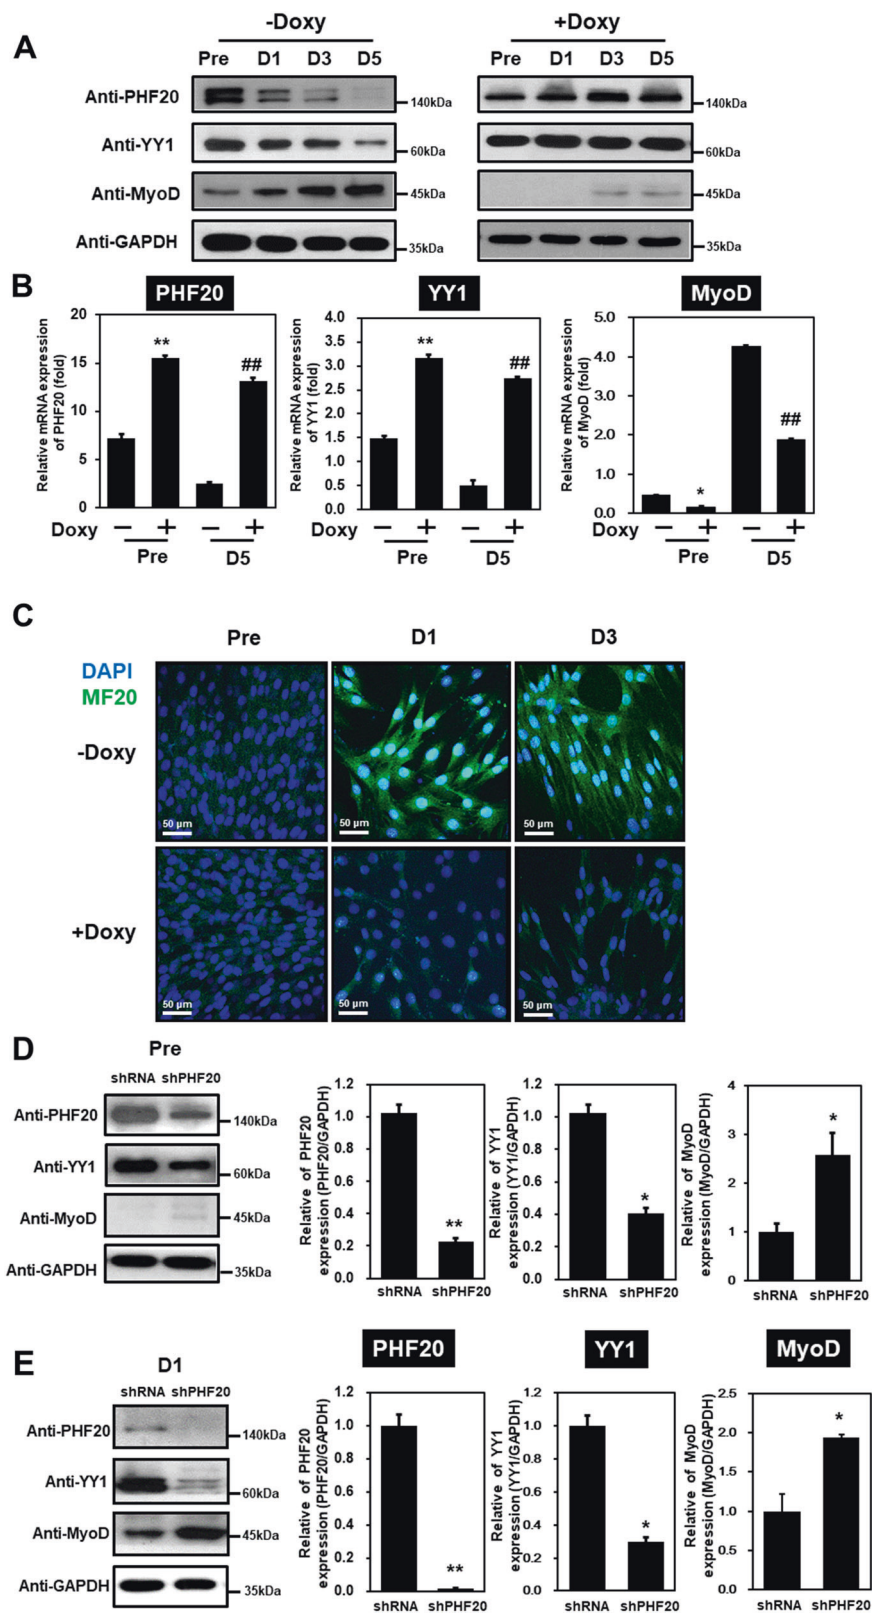 A
-Doxy
+Doxy
Pre D1 D3 D5
Pre D1 D3 D5
Anti-PHF20
140kDa
140kDa
Anti-YY1
60kDa
60kDa
Anti-MyoD
45kDa
45kDa
Anti-GAPDH
35kDa
35kDa
B
PHF20
YY1
MyoD
Relative mRNA expression
of PHF20 (fold)
20
15
10
5
0
**
##
Doxy − + − +
Pre D5
Relative mRNA expression
of YY1 (fold)
4.0
3.5
3.0
2.5
2.0
1.5
1.0
0.5
0.0
**
##
Doxy − + − +
Pre D5
Relative mRNA expression
of MyoD (fold)
5.0
4.0
3.0
2.0
1.0
0.0
*
##
Doxy − + − +
Pre D5
C
Pre D1 D3
DAPI
MF20
-Doxy
50 µm
50 µm
50 µm
+Doxy
50 µm
50 µm
50 µm
D
Pre
shRNA shPHF20
Anti-PHF20
140kDa
Anti-YY1
60kDa
Anti-MyoD
45kDa
Anti-GAPDH
35kDa
Relative of PHF20
expression (PHF20/GAPDH)
1.2
1.0
0.8
0.6
0.4
0.2
0.0
**
shRNA shPHF20
Relative of YY1
expression (YY1/GAPDH)
1.2
1.0
0.8
0.6
0.4
0.2
0.0
*
shRNA shPHF20
Relative of MyoD
expression (MyoD/GAPDH)
4
3
2
1
0
*
shRNA shPHF20
E
D1
shRNA shPHF20
Anti-PHF20
140kDa
Anti-YY1
60kDa
Anti-MyoD
45kDa
Anti-GAPDH
35kDa
PHF20
YY1
MyoD
Relative of PHF20
expression (PHF20/GAPDH)
1.2
1.0
0.8
0.6
0.4
0.2
0.0
**
shRNA shPHF20
Relative of YY1
expression (YY1/GAPDH)
1.2
1.0
0.8
0.6
0.4
0.2
0.0
*
shRNA shPHF20
Relative of MyoD
expression (MyoD/GAPDH)
2.5
2.0
1.5
1.0
0.5
0.0
*
shRNA shPHF20